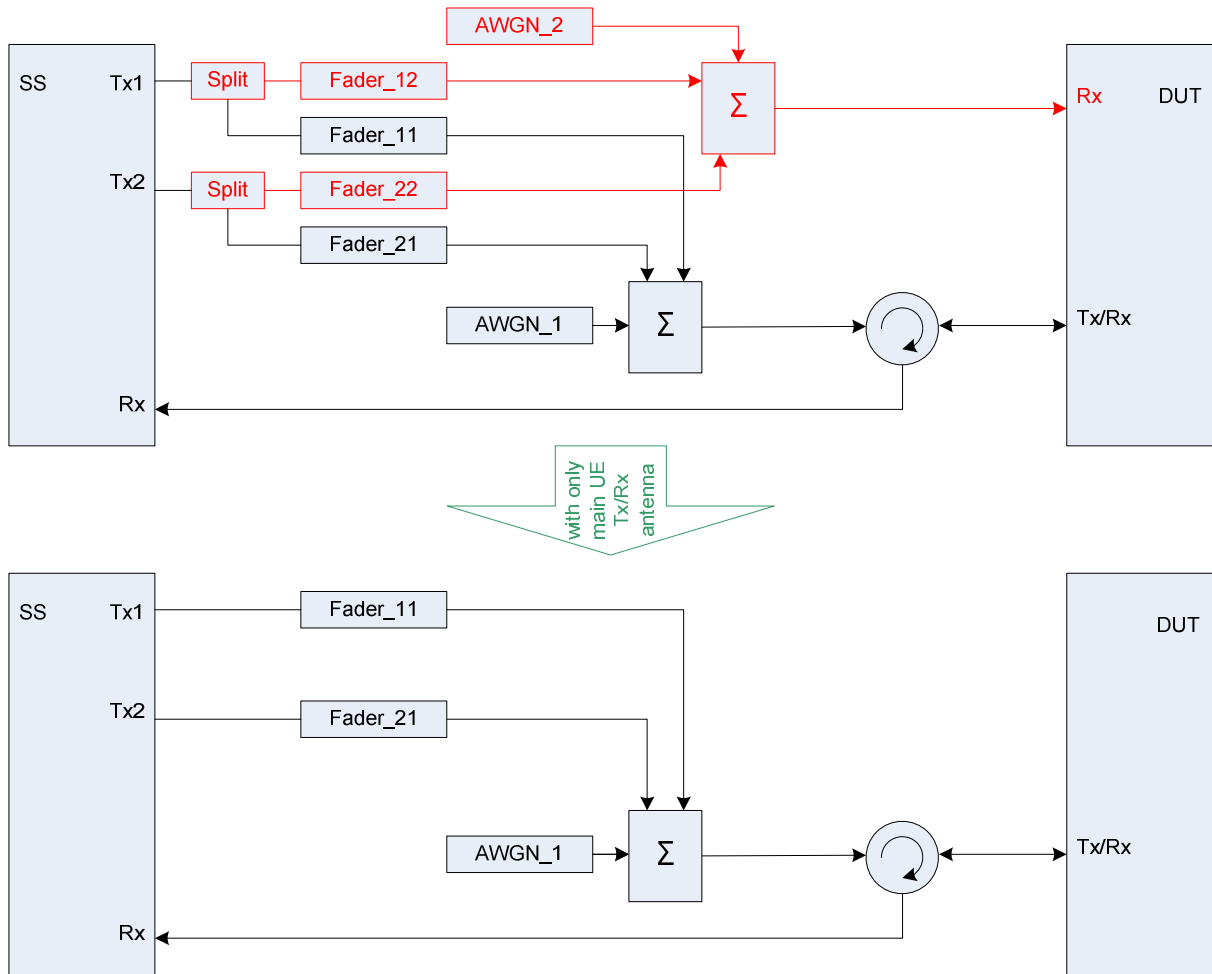 AWGN_2
SS
Tx1
Split
Fader_12
Σ
Rx
DUT
Fader_11
Tx2
Split
Fader_22
Fader_21
AWGN_1
Σ
Tx/Rx
Rx
with only
main UE
Tx/Rx
antenna
SS
Tx1
Fader_11
DUT
Tx2
Fader_21
AWGN_1
Σ
Tx/Rx
Rx